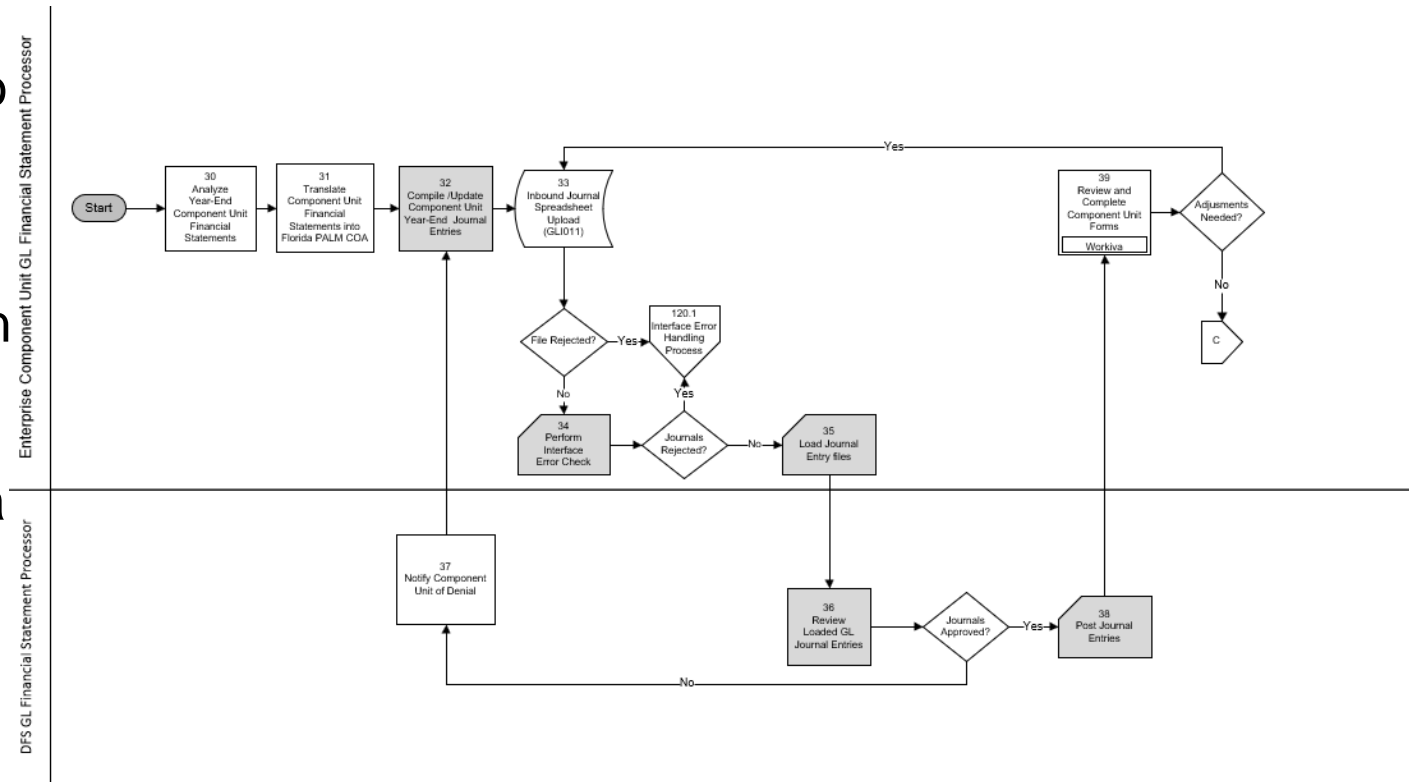 Enterprise Component Unit GL Financial Statement Processor
Start
30
Analyze
Year-End
Component Unit
Financial
Statements
31
Translate
Component Unit
Financial
Statements into
Florida PALM COA
32
Compile /Update
Component Unit
Year-End Journal
Entries
33
Inbound Journal
Spreadsheet
Upload
(GLI011)
Yes
39
Review and
Complete
Component Unit
Forms
Workiva
Adjusments
Needed?
No
C
File Rejected?
Yes
120.1
Interface Error
Handling
Process
No
Yes
34
Perform
Interface
Error Check
Journals
Rejected?
No
35
Load Journal
Entry files
DFS GL Financial Statement Processor
37
Notify Component
Unit of Denial
36
Review
Loaded GL
Journal Entries
Journals
Approved?
Yes
38
Post Journal
Entries
No